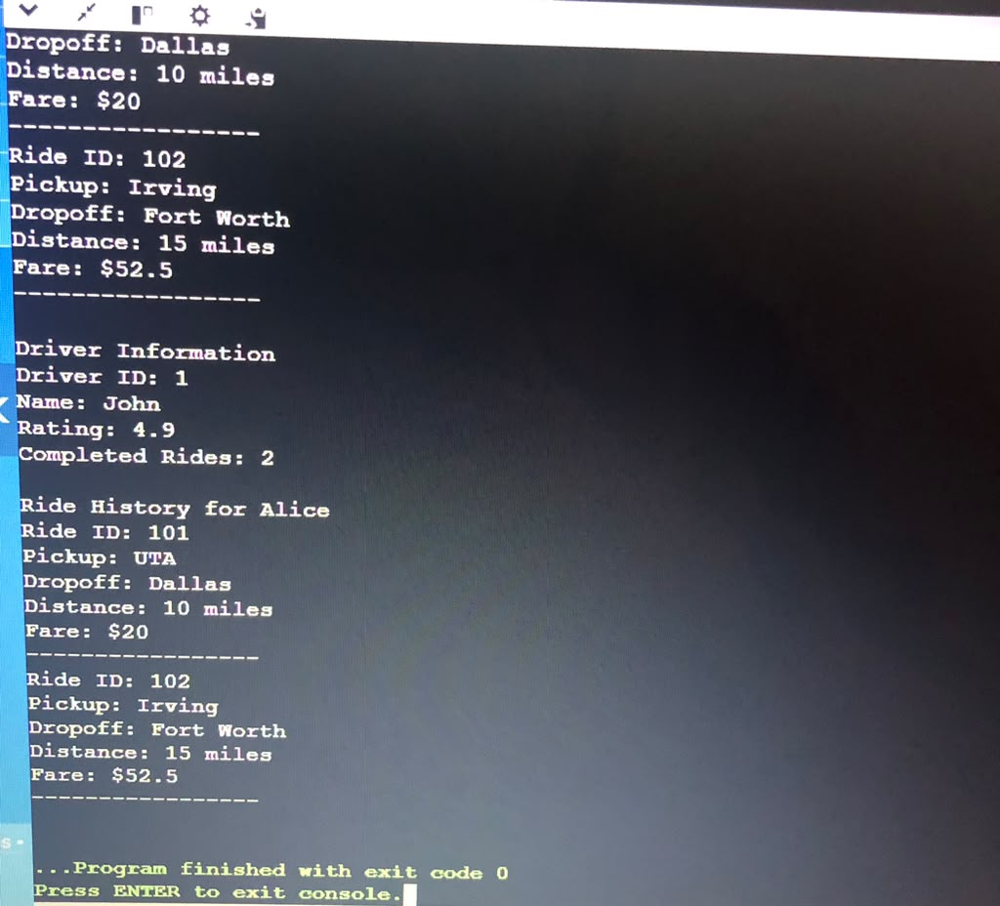 Dropoff: Dallas
Distance: 10 miles
Fare: $20
-----------------
Ride ID: 102
Pickup: Irving
Dropoff: Fort Worth
Distance: 15 miles
Fare: $52.5
-----------------
Driver Information
Driver ID: 1
Name: John
Rating: 4.9
Completed Rides: 2
Ride History for Alice
Ride ID: 101
Pickup: UTA
Dropoff: Dallas
Distance: 10 miles
Fare: $20
-----------------
Ride ID: 102
Pickup: Irving
Dropoff: Fort Worth
Distance: 15 miles
Fare: $52.5
-----------------
...Program finished with exit code 0
Press ENTER to exit console.